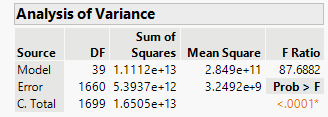 Analysis of Variance
Sum of
Source DF Squares Mean Square F Ratio
Model 39 1.1112e+13 2.849e+11 87.6882
Error 1660 5.3937e+12 3.2492e+9 Prob > F
C. Total 1699 1.6505e+13 <.0001*